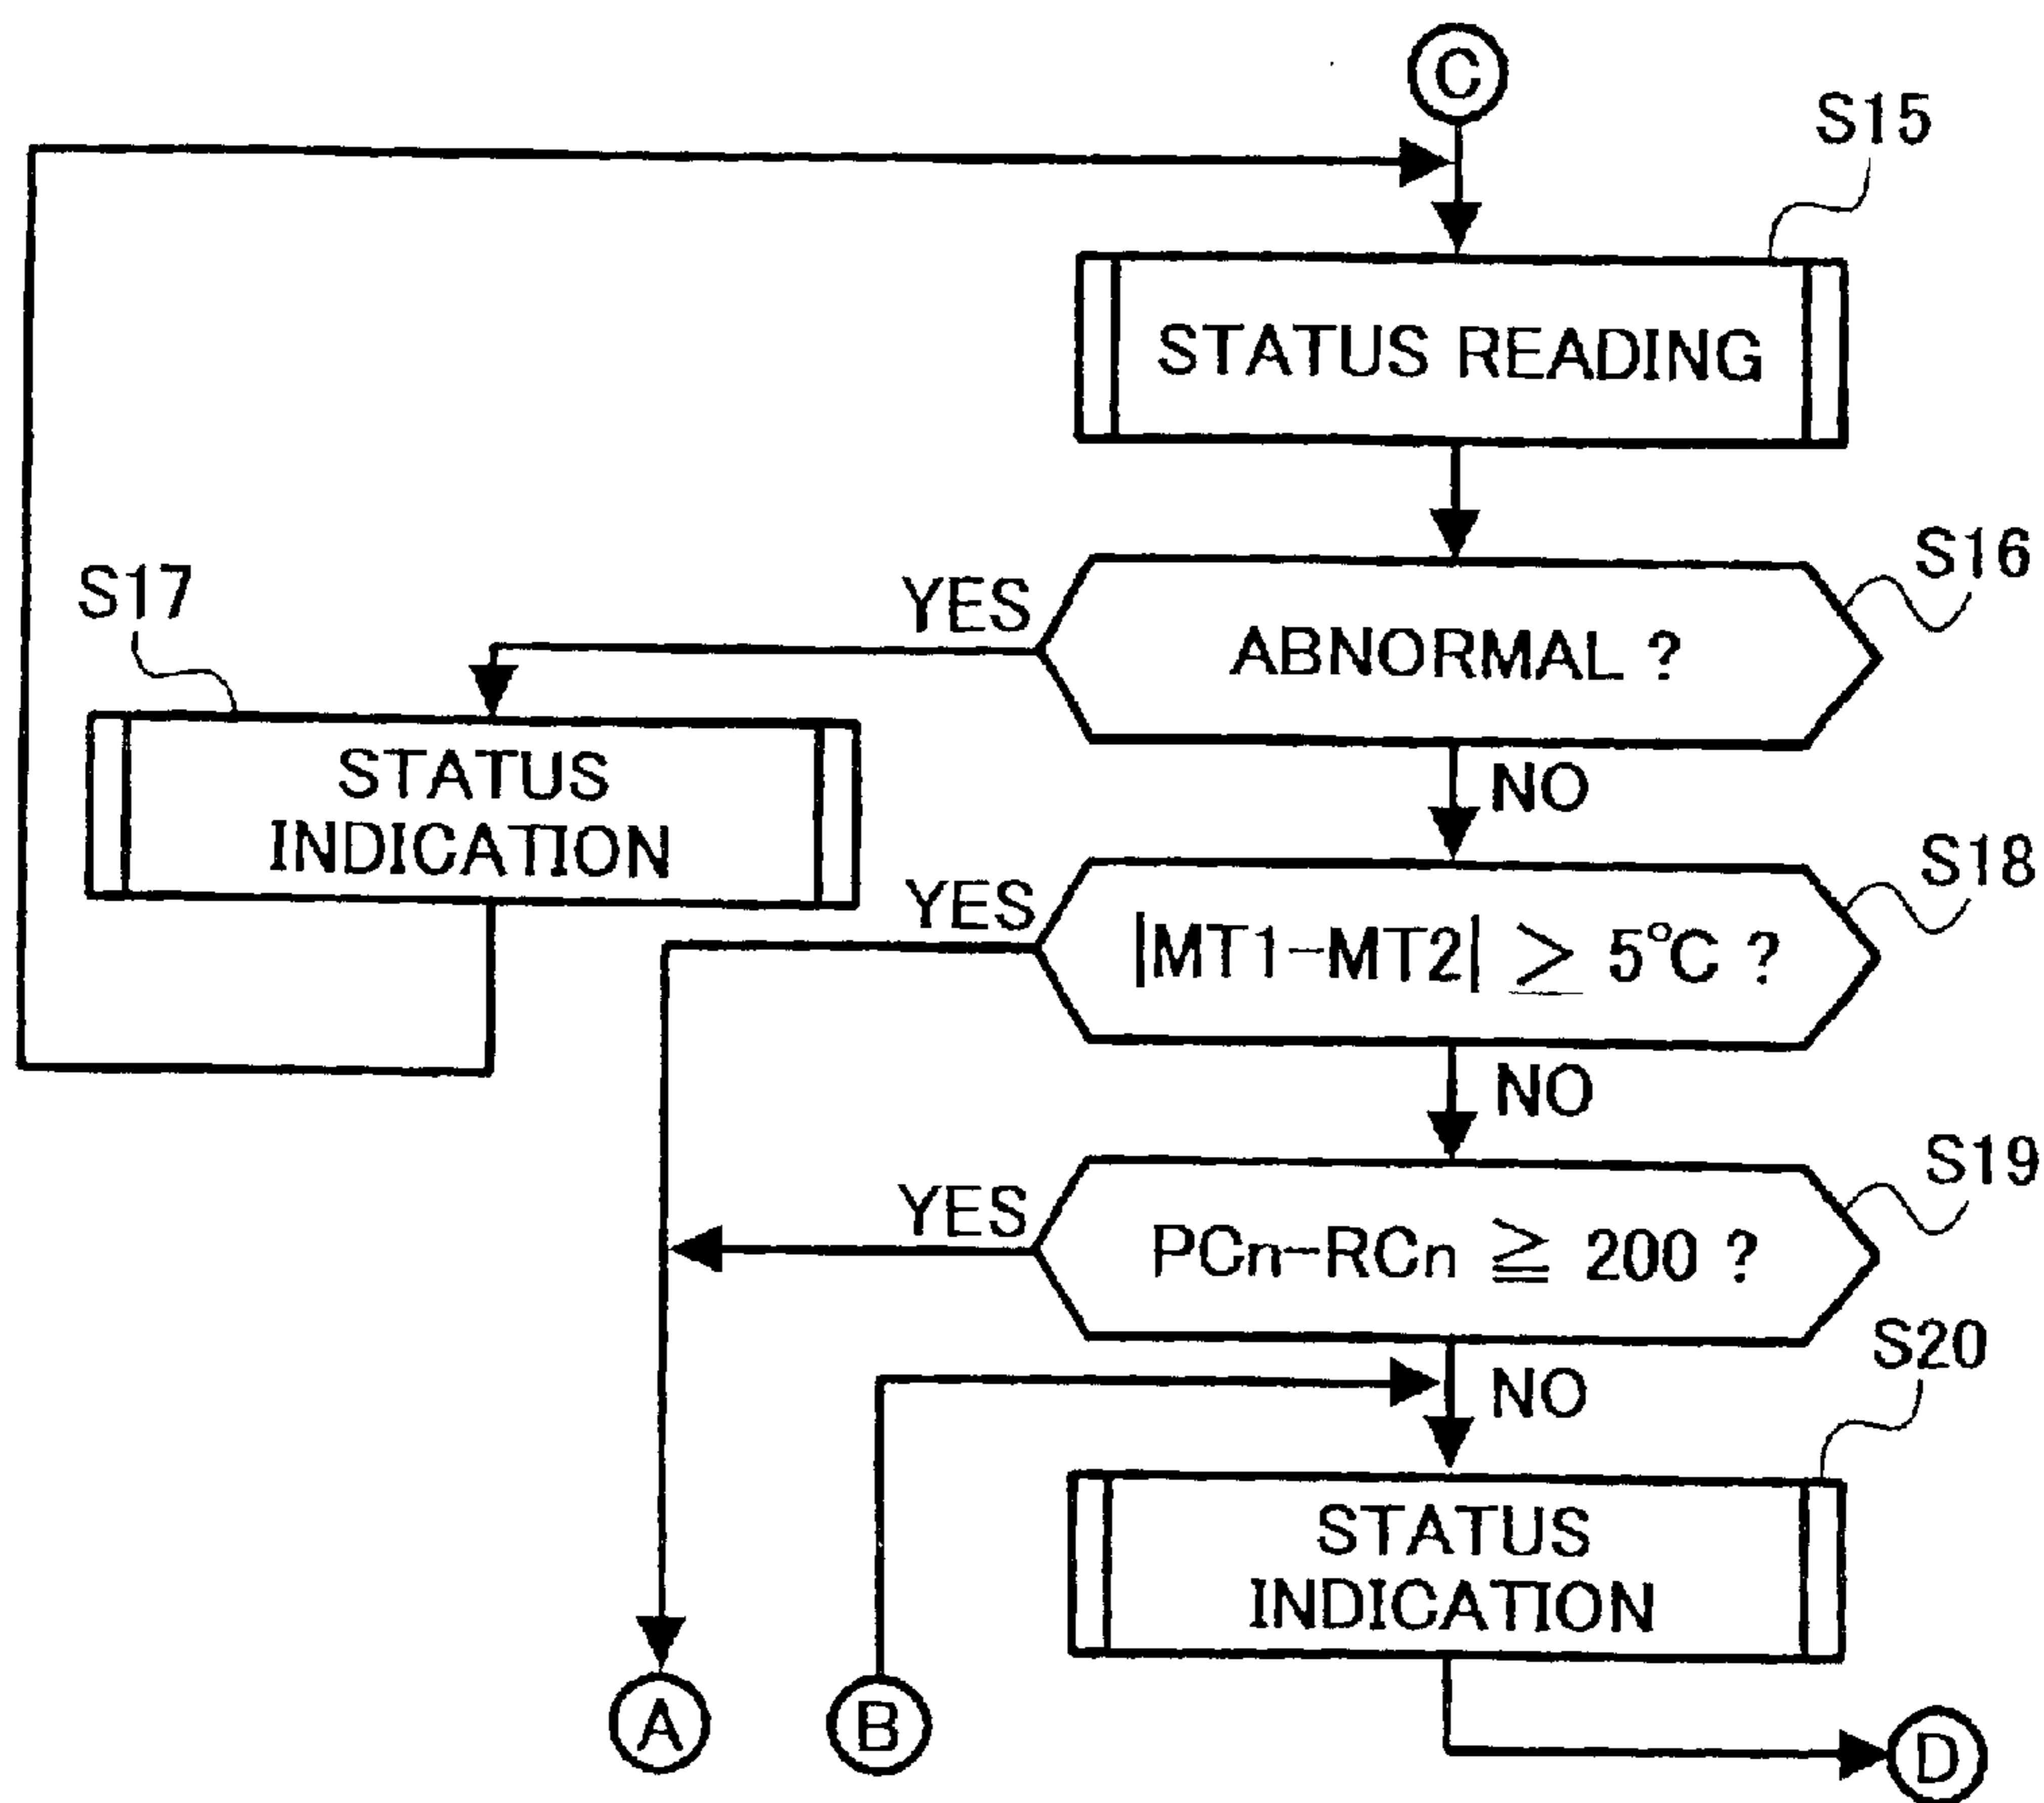 C
S15
STATUS READING
S16
YES
ABNORMAL ?
S17
NO
STATUS
INDICATION
S18
YES
|MT1-MT2| ≥ 5°C ?
NO
S19
YES
PCn-RCn ≧ 200 ?
S20
NO
STATUS
INDICATION
A
B
D